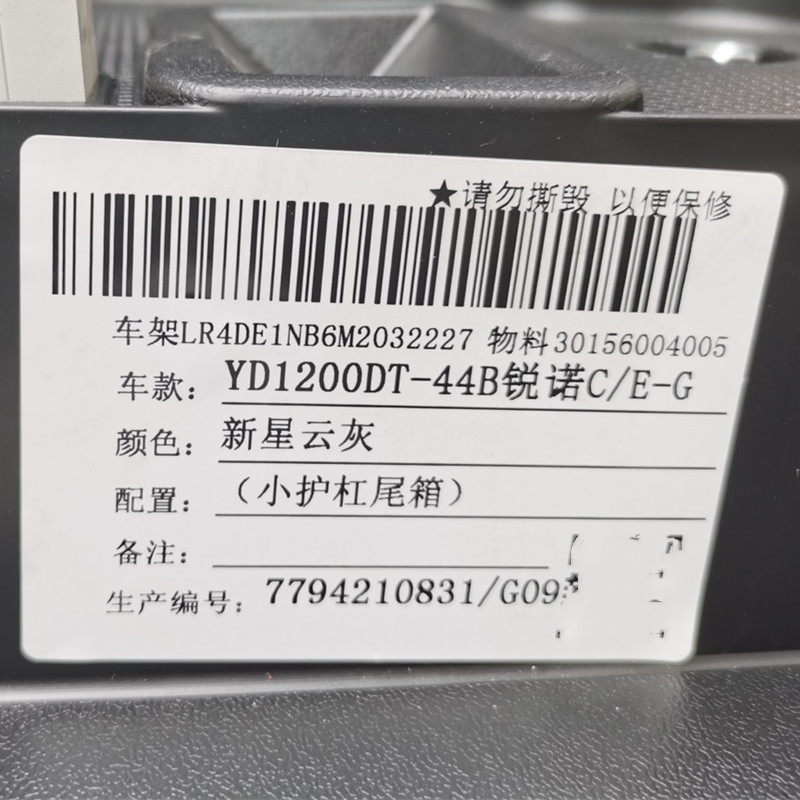 ★请勿撕毁 以便保修
车架LR4DE1NB6M2032227 物料30156004005
车款: YD1200DT-44B锐诺C/E-G
颜色: 新星云灰
配置: (小护杠尾箱)
备注:
生产编号: 7794210831/G09